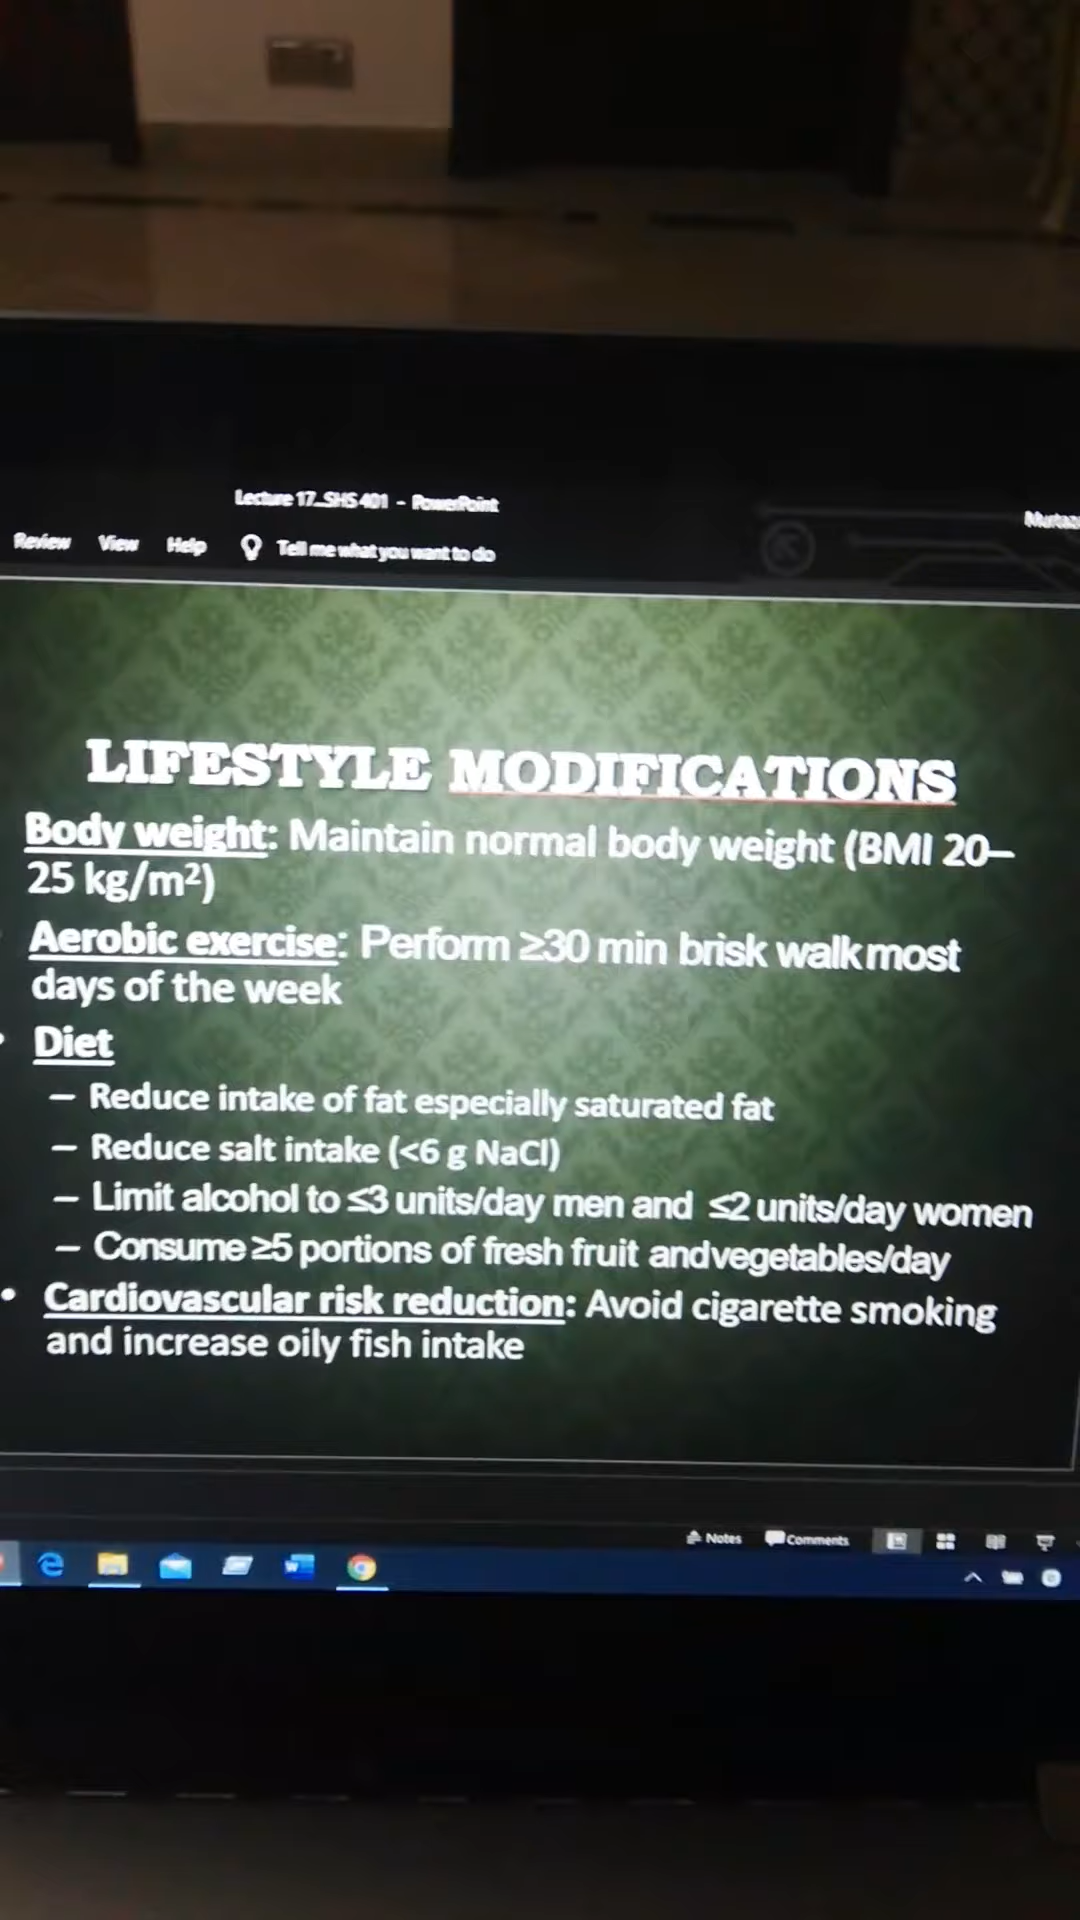 Lecture 17_SHS 401 - PowerPoint
Review View Help Tell me what you want to do
LIFESTYLE MODIFICATIONS
Body weight: Maintain normal body weight (BMI 20–
25 kg/m²)
Aerobic exercise: Perform ≥30 min brisk walk most
days of the week
• Diet
– Reduce intake of fat especially saturated fat
– Reduce salt intake (<6 g NaCl)
– Limit alcohol to ≤3 units/day men and ≤2 units/day women
– Consume ≥5 portions of fresh fruit andvegetables/day
• Cardiovascular risk reduction: Avoid cigarette smoking
and increase oily fish intake
Notes Comments